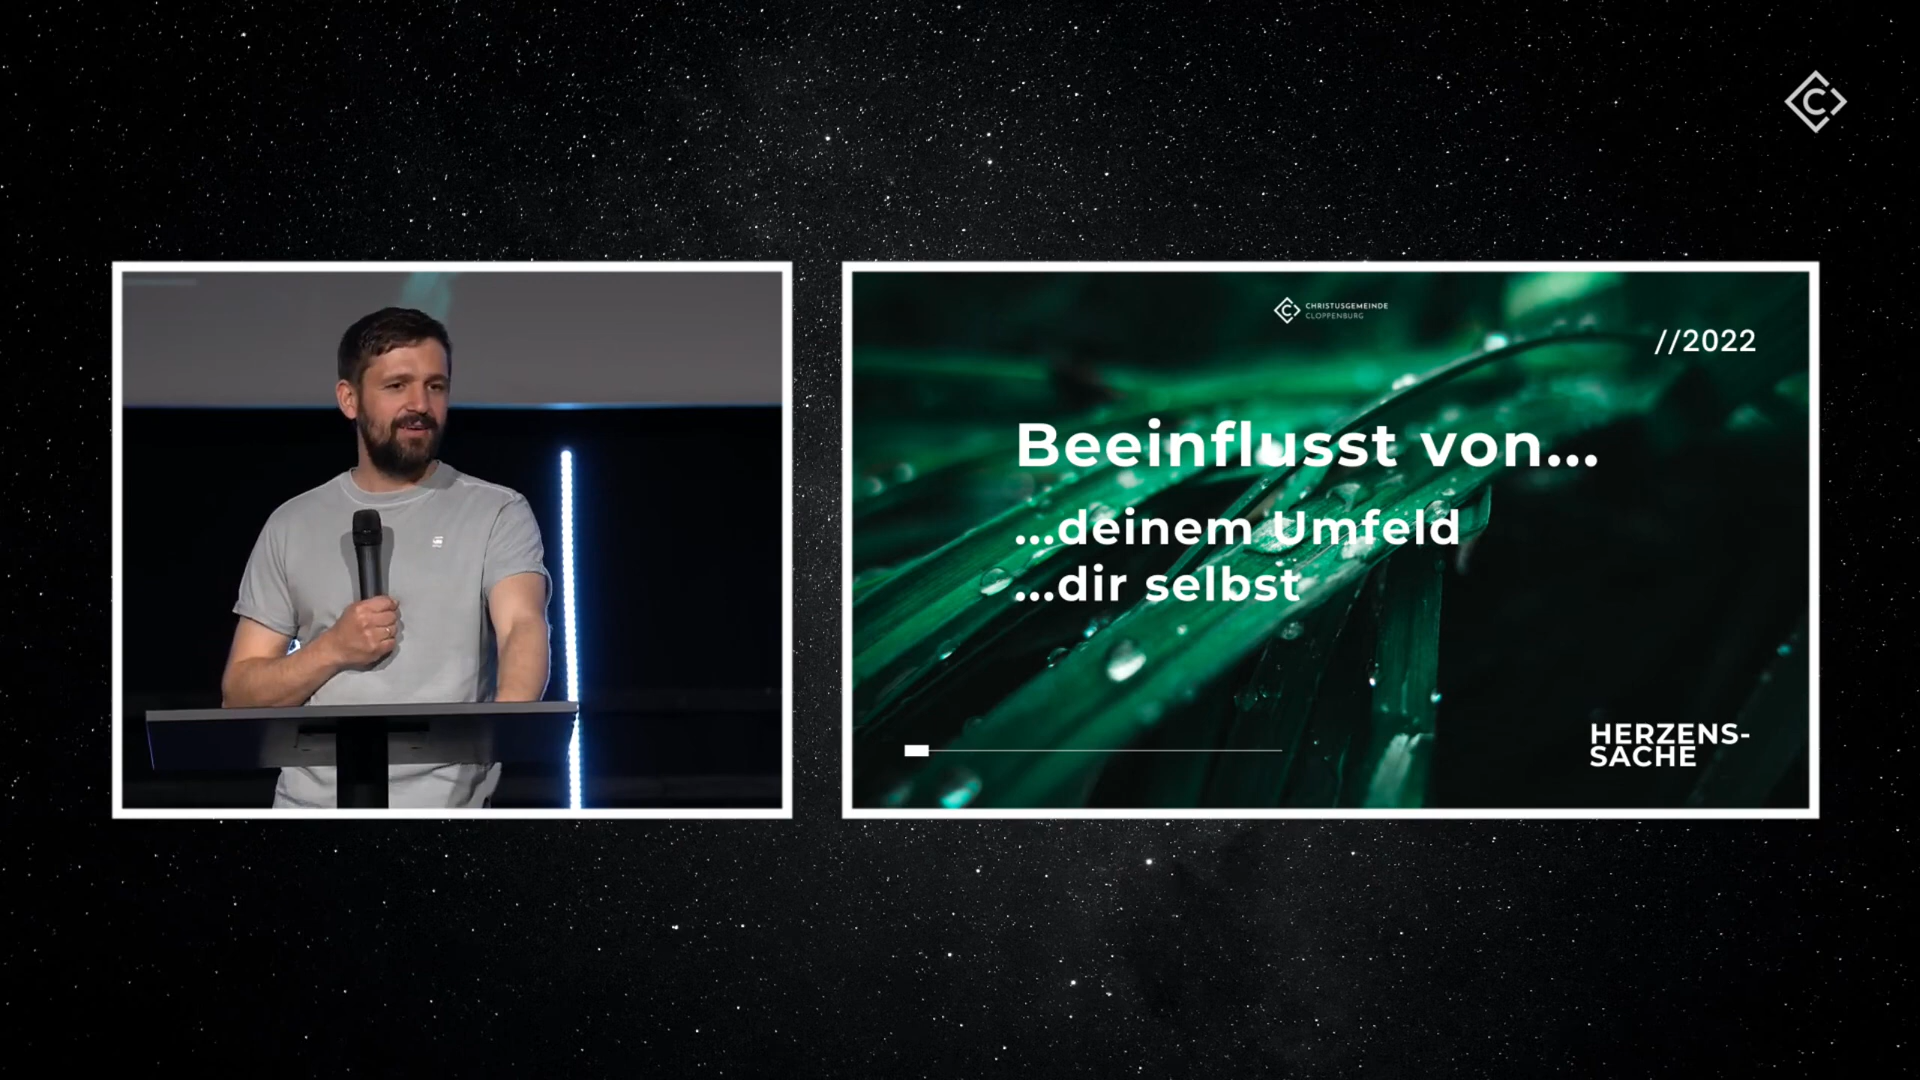 C
C CHRISTUSGEMEINDE
CLOPPENBURG
//2022
Beeinflusst von...
...deinem Umfeld
...dir selbst
HERZENS-
SACHE